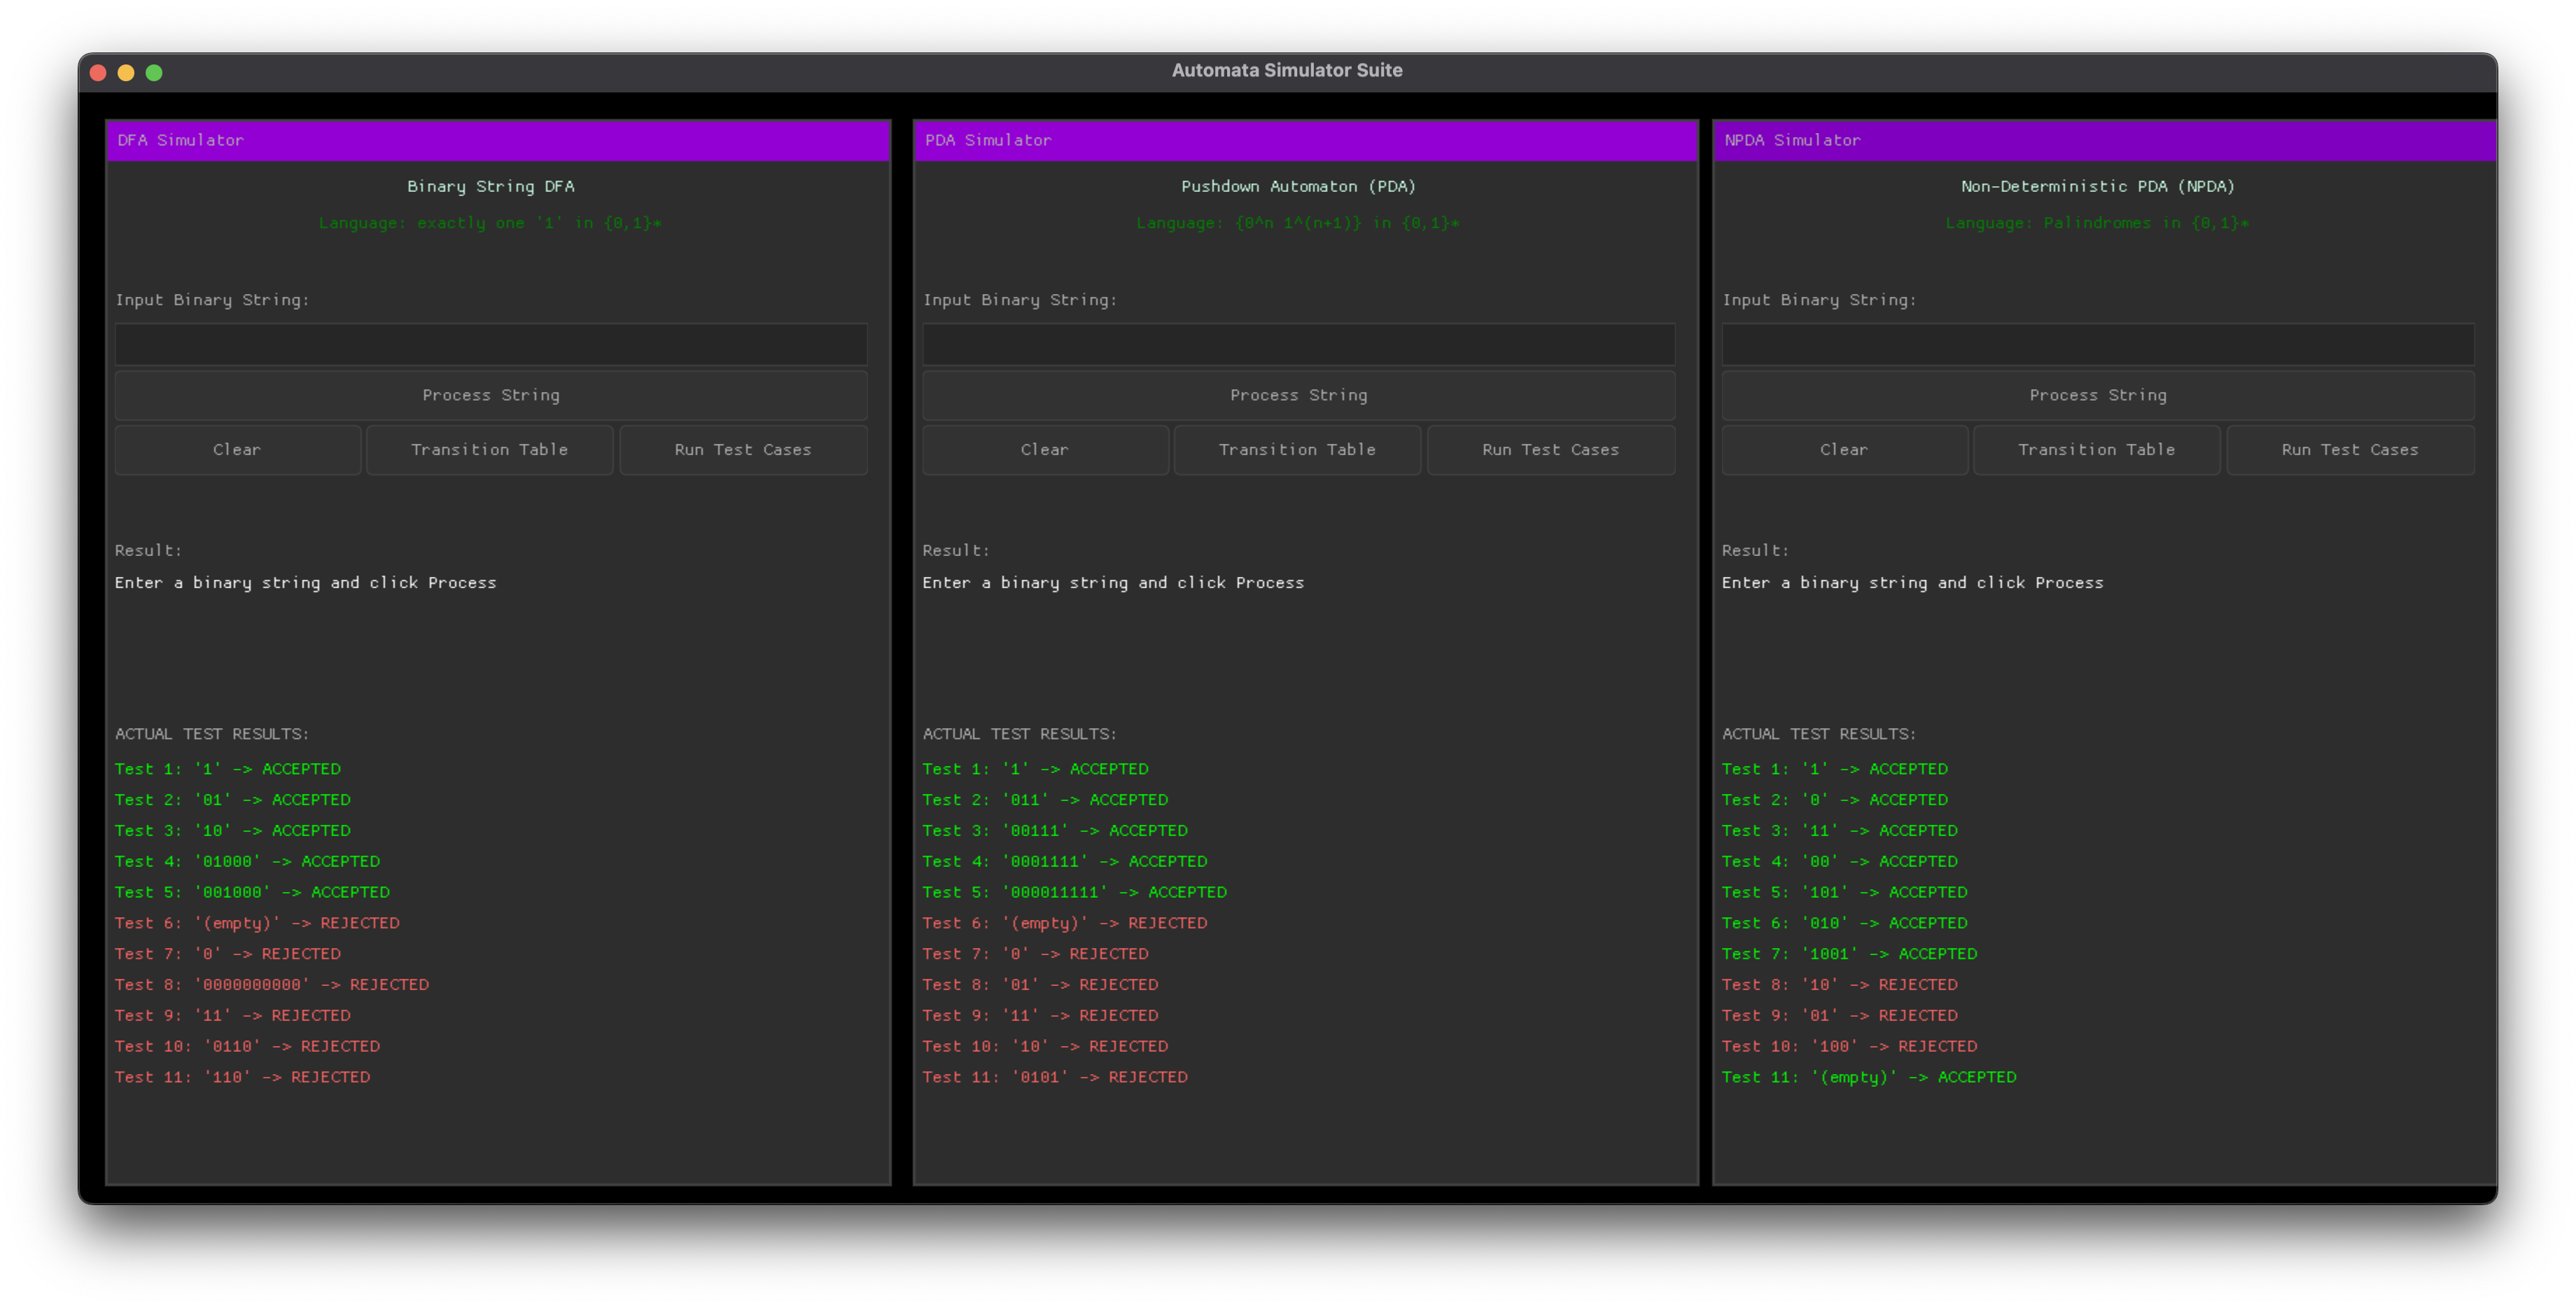 Automata Simulator Suite
DFA Simulator
Binary String DFA
Language: exactly one '1' in {0,1}*
Input Binary String:
Process String
Clear
Transition Table
Run Test Cases
Result:
Enter a binary string and click Process
ACTUAL TEST RESULTS:
Test 1: '1' -> ACCEPTED
Test 2: '01' -> ACCEPTED
Test 3: '10' -> ACCEPTED
Test 4: '01000' -> ACCEPTED
Test 5: '001000' -> ACCEPTED
Test 6: '(empty)' -> REJECTED
Test 7: '0' -> REJECTED
Test 8: '0000000000' -> REJECTED
Test 9: '11' -> REJECTED
Test 10: '0110' -> REJECTED
Test 11: '110' -> REJECTED
PDA Simulator
Pushdown Automaton (PDA)
Language: {0^n 1^(n+1)} in {0,1}*
Input Binary String:
Process String
Clear
Transition Table
Run Test Cases
Result:
Enter a binary string and click Process
ACTUAL TEST RESULTS:
Test 1: '1' -> ACCEPTED
Test 2: '011' -> ACCEPTED
Test 3: '00111' -> ACCEPTED
Test 4: '0001111' -> ACCEPTED
Test 5: '000011111' -> ACCEPTED
Test 6: '(empty)' -> REJECTED
Test 7: '0' -> REJECTED
Test 8: '01' -> REJECTED
Test 9: '11' -> REJECTED
Test 10: '10' -> REJECTED
Test 11: '0101' -> REJECTED
NPDA Simulator
Non-Deterministic PDA (NPDA)
Language: Palindromes in {0,1}*
Input Binary String:
Process String
Clear
Transition Table
Run Test Cases
Result:
Enter a binary string and click Process
ACTUAL TEST RESULTS:
Test 1: '1' -> ACCEPTED
Test 2: '0' -> ACCEPTED
Test 3: '11' -> ACCEPTED
Test 4: '00' -> ACCEPTED
Test 5: '101' -> ACCEPTED
Test 6: '010' -> ACCEPTED
Test 7: '1001' -> ACCEPTED
Test 8: '10' -> REJECTED
Test 9: '01' -> REJECTED
Test 10: '100' -> REJECTED
Test 11: '(empty)' -> ACCEPTED